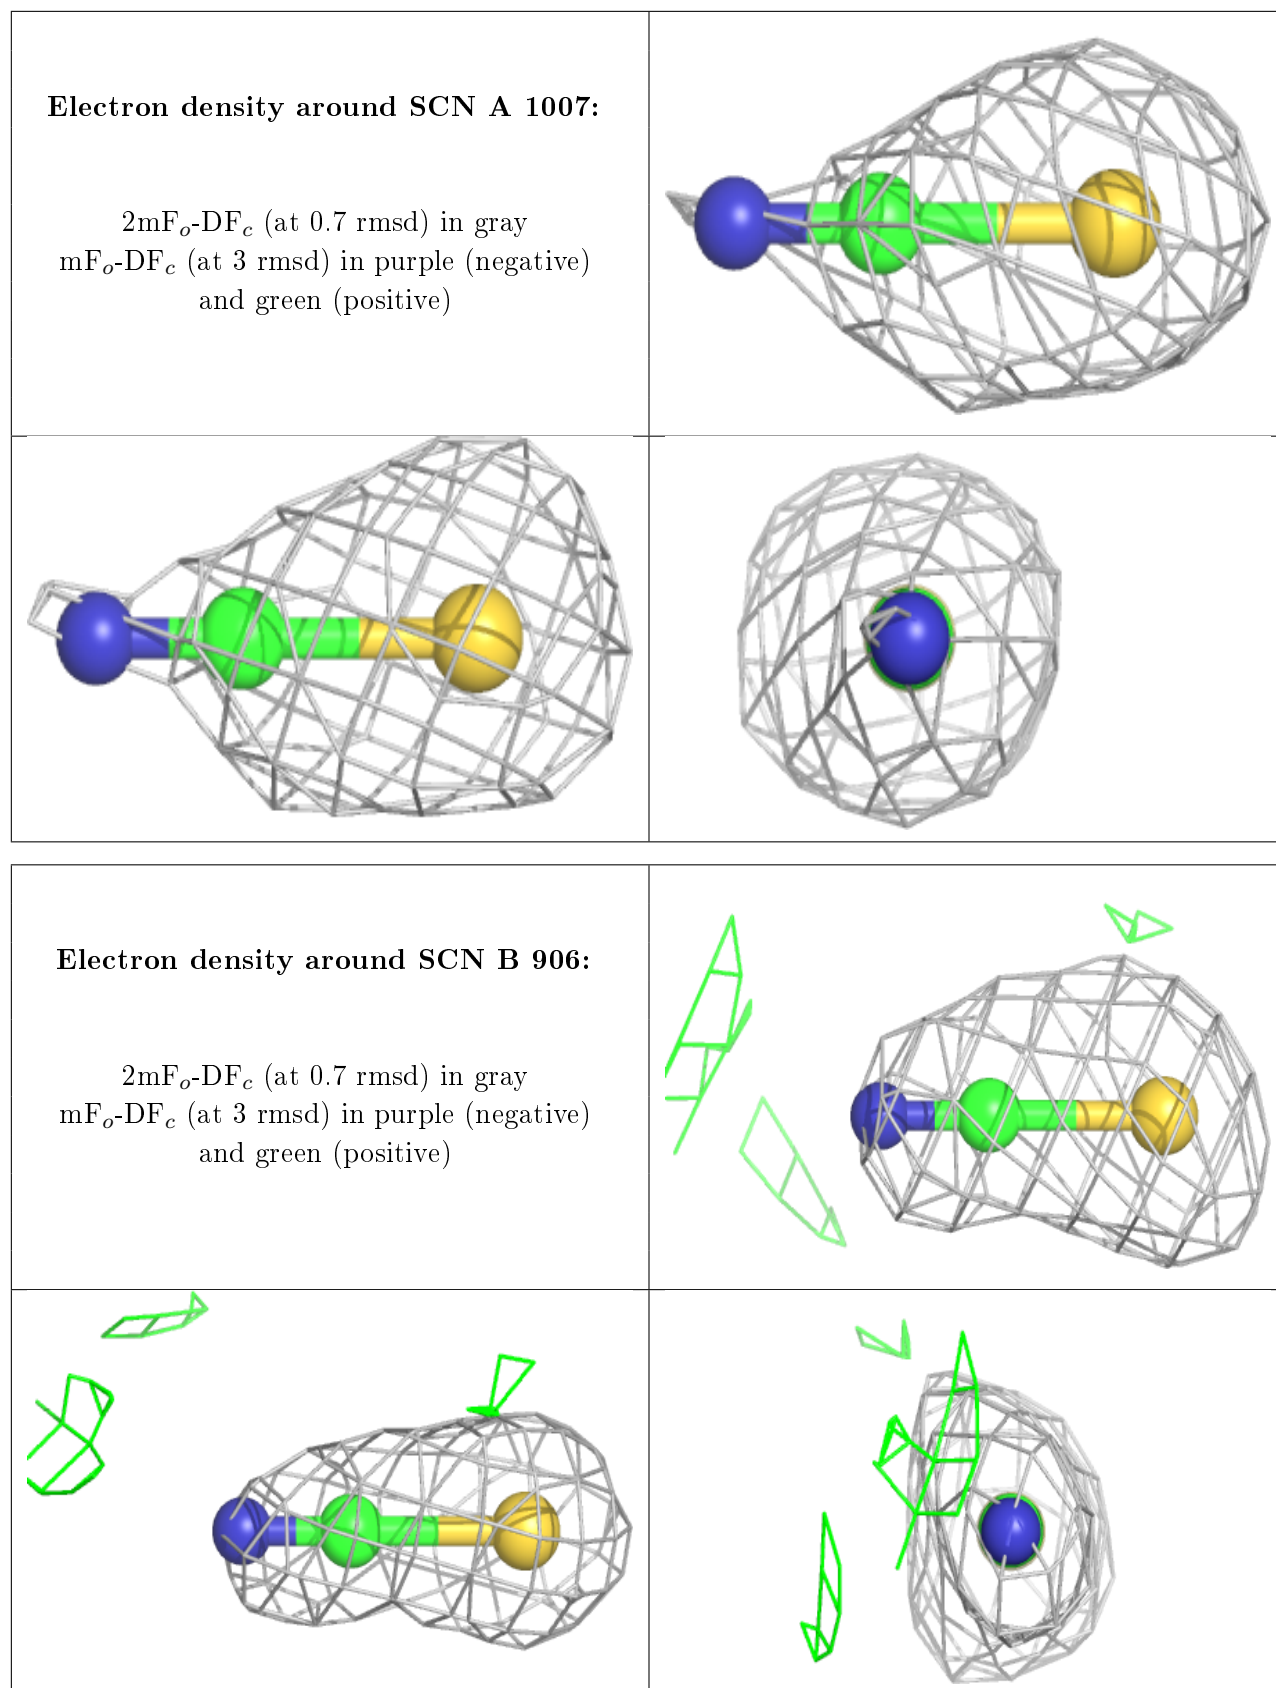 Electron density around SCN A 1007:
2mFo-DFc (at 0.7 rmsd) in gray
mFo-DFc (at 3 rmsd) in purple (negative)
and green (positive)
Electron density around SCN B 906:
2mFo-DFc (at 0.7 rmsd) in gray
mFo-DFc (at 3 rmsd) in purple (negative)
and green (positive)